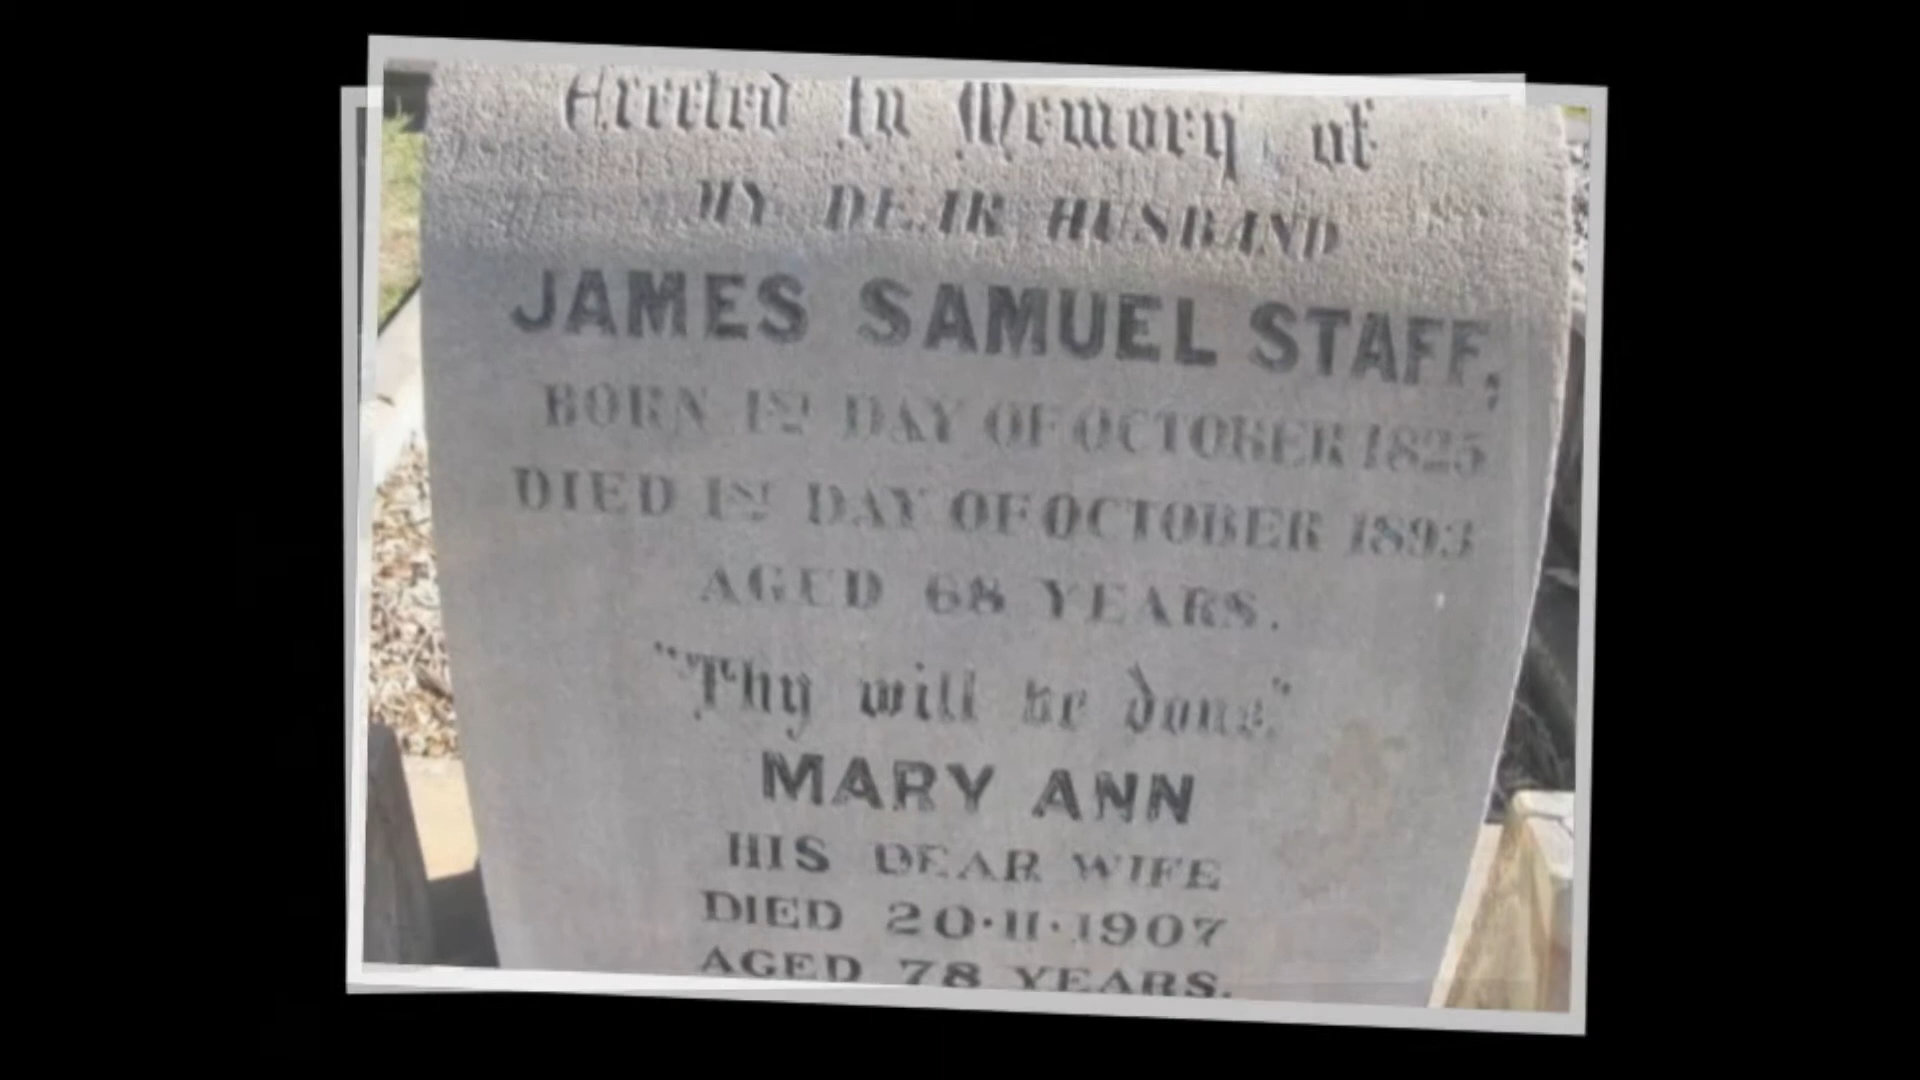 Erected In Memory of
MY DEAR HUSBAND
JAMES SAMUEL STAFF,
BORN 1ST DAY OF OCTOBER 1825
DIED 1ST DAY OF OCTOBER 1893
AGED 68 YEARS.
"Thy will be done."
MARY ANN
HIS DEAR WIFE
DIED 20·11·1907
AGED 78 YEARS.